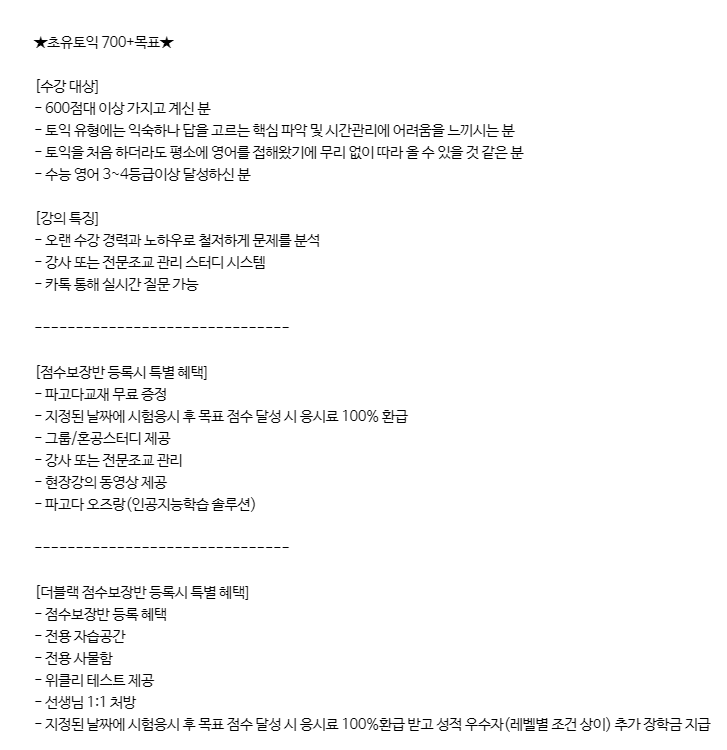 ★초유토익 700+목표★
[수강 대상]
- 600점대 이상 가지고 계신 분
- 토익 유형에는 익숙하나 답을 고르는 핵심 파악 및 시간관리에 어려움을 느끼시는 분
- 토익을 처음 하더라도 평소에 영어를 접해왔기에 무리 없이 따라 올 수 있을 것 같은 분
- 수능 영어 3~4등급이상 달성하신 분
[강의 특징]
- 오랜 수강 경력과 노하우로 철저하게 문제를 분석
- 강사 또는 전문조교 관리 스터디 시스템
- 카톡 통해 실시간 질문 가능
-------------------------------
[점수보장반 등록시 특별 혜택]
- 파고다교재 무료 증정
- 지정된 날짜에 시험응시 후 목표 점수 달성 시 응시료 100% 환급
- 그룹/혼공스터디 제공
- 강사 또는 전문조교 관리
- 현장강의 동영상 제공
- 파고다 오즈랑(인공지능학습 솔루션)
-------------------------------
[더블랙 점수보장반 등록시 특별 혜택]
- 점수보장반 등록 혜택
- 전용 자습공간
- 전용 사물함
- 위클리 테스트 제공
- 선생님 1:1 처방
- 지정된 날짜에 시험응시 후 목표 점수 달성 시 응시료 100%환급 받고 성적 우수자(레벨별 조건 상이) 추가 장학금 지급